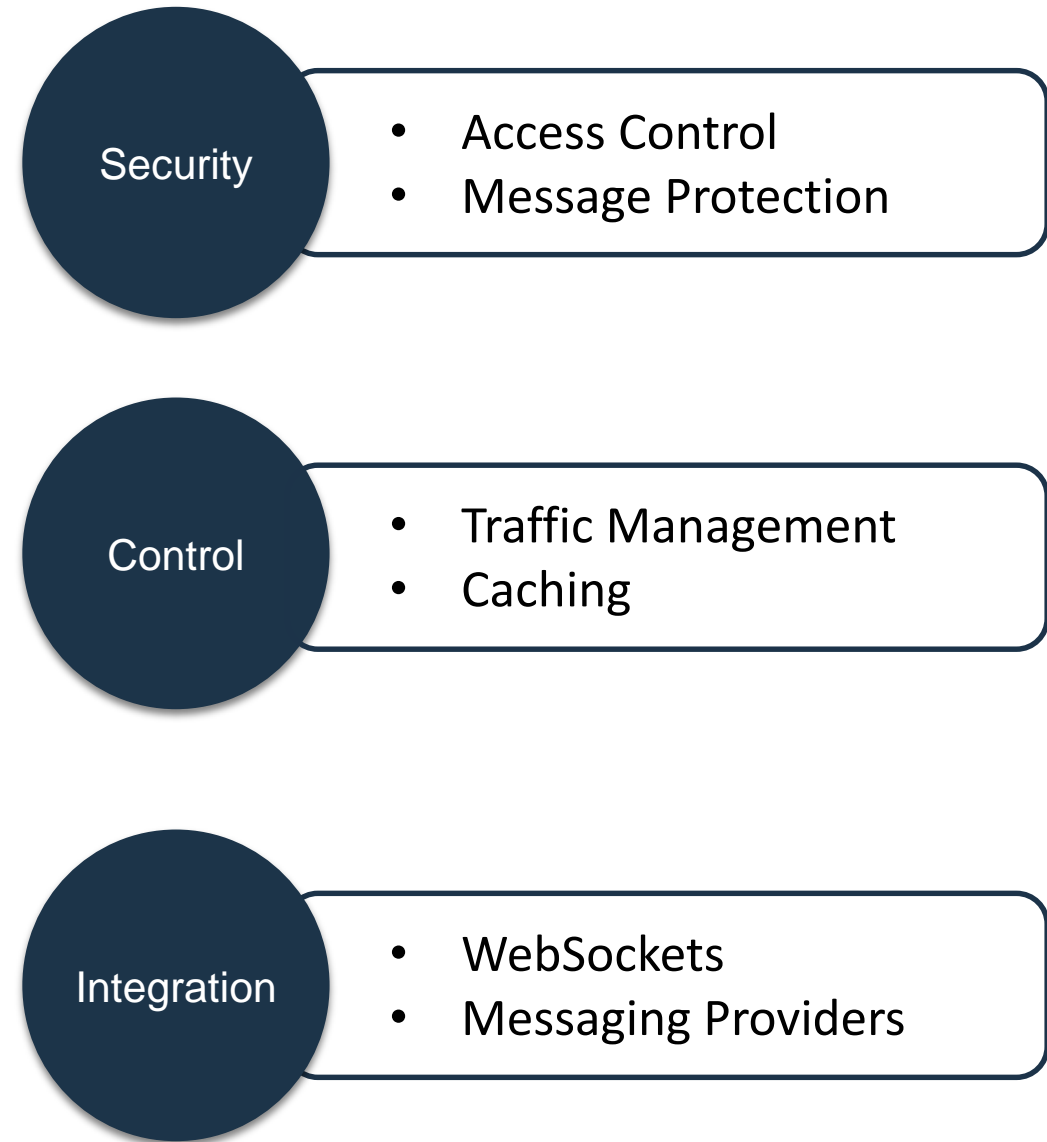 Security
• Access Control
• Message Protection
Control
• Traffic Management
• Caching
Integration
• WebSockets
• Messaging Providers